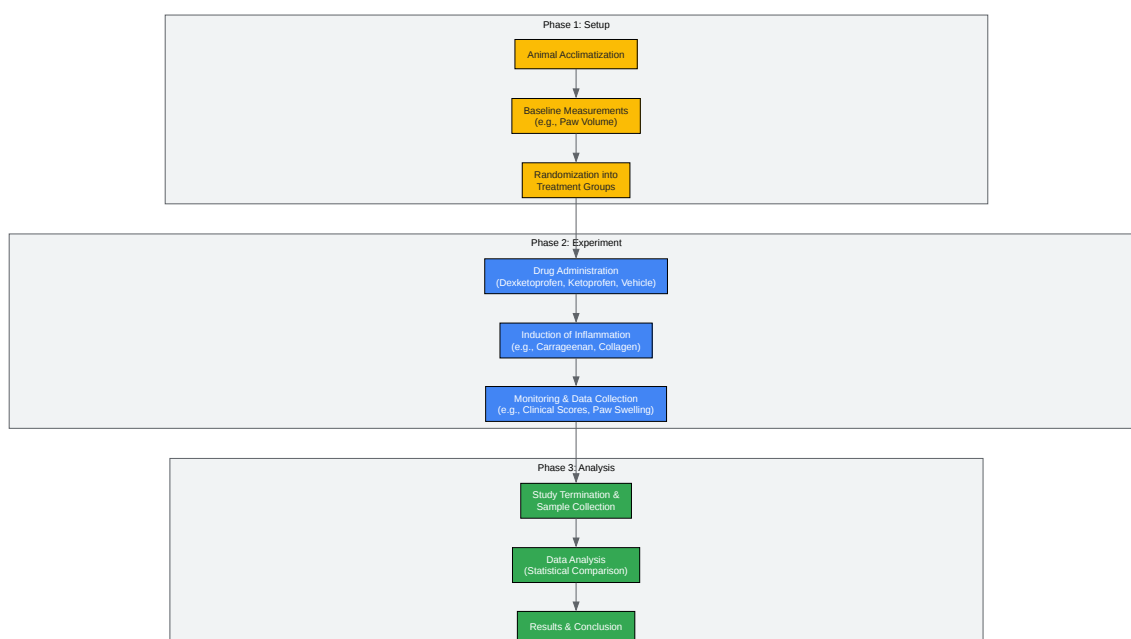 Phase 1: Setup
Animal Acclimatization
Baseline Measurements
(e.g., Paw Volume)
Randomization into
Treatment Groups
Phase 2: Experiment
Drug Administration
(Dexketoprofen, Ketoprofen, Vehicle)
Induction of Inflammation
(e.g., Carrageenan, Collagen)
Monitoring & Data Collection
(e.g., Clinical Scores, Paw Swelling)
Phase 3: Analysis
Study Termination &
Sample Collection
Data Analysis
(Statistical Comparison)
Results & Conclusion